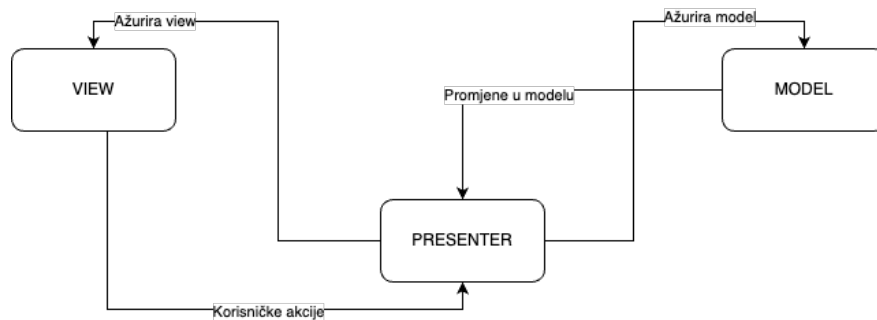 Ažurira view
Ažurira model
VIEW
MODEL
Promjene u modelu
PRESENTER
Korisničke akcije